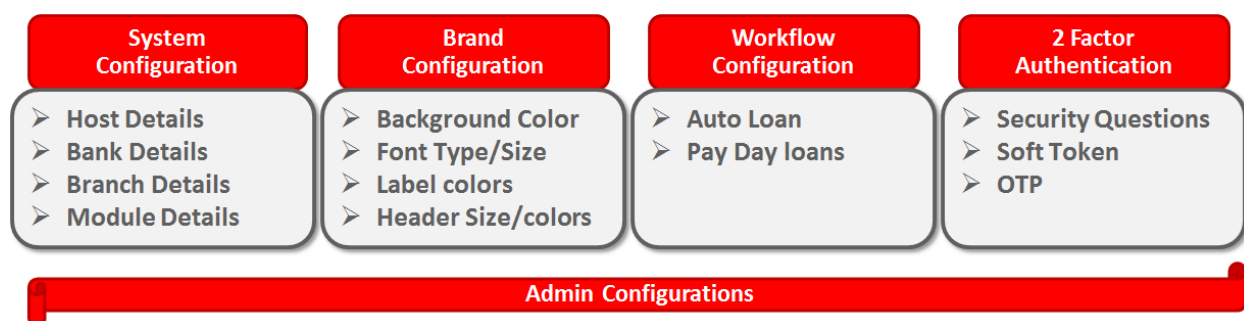 System
Configuration
Host Details
Bank Details
Branch Details
Module Details
Brand
Configuration
Background Color
Font Type/Size
Label colors
Header Size/colors
Workflow
Configuration
Auto Loan
Pay Day loans
2 Factor
Authentication
Security Questions
Soft Token
OTP
Admin Configurations